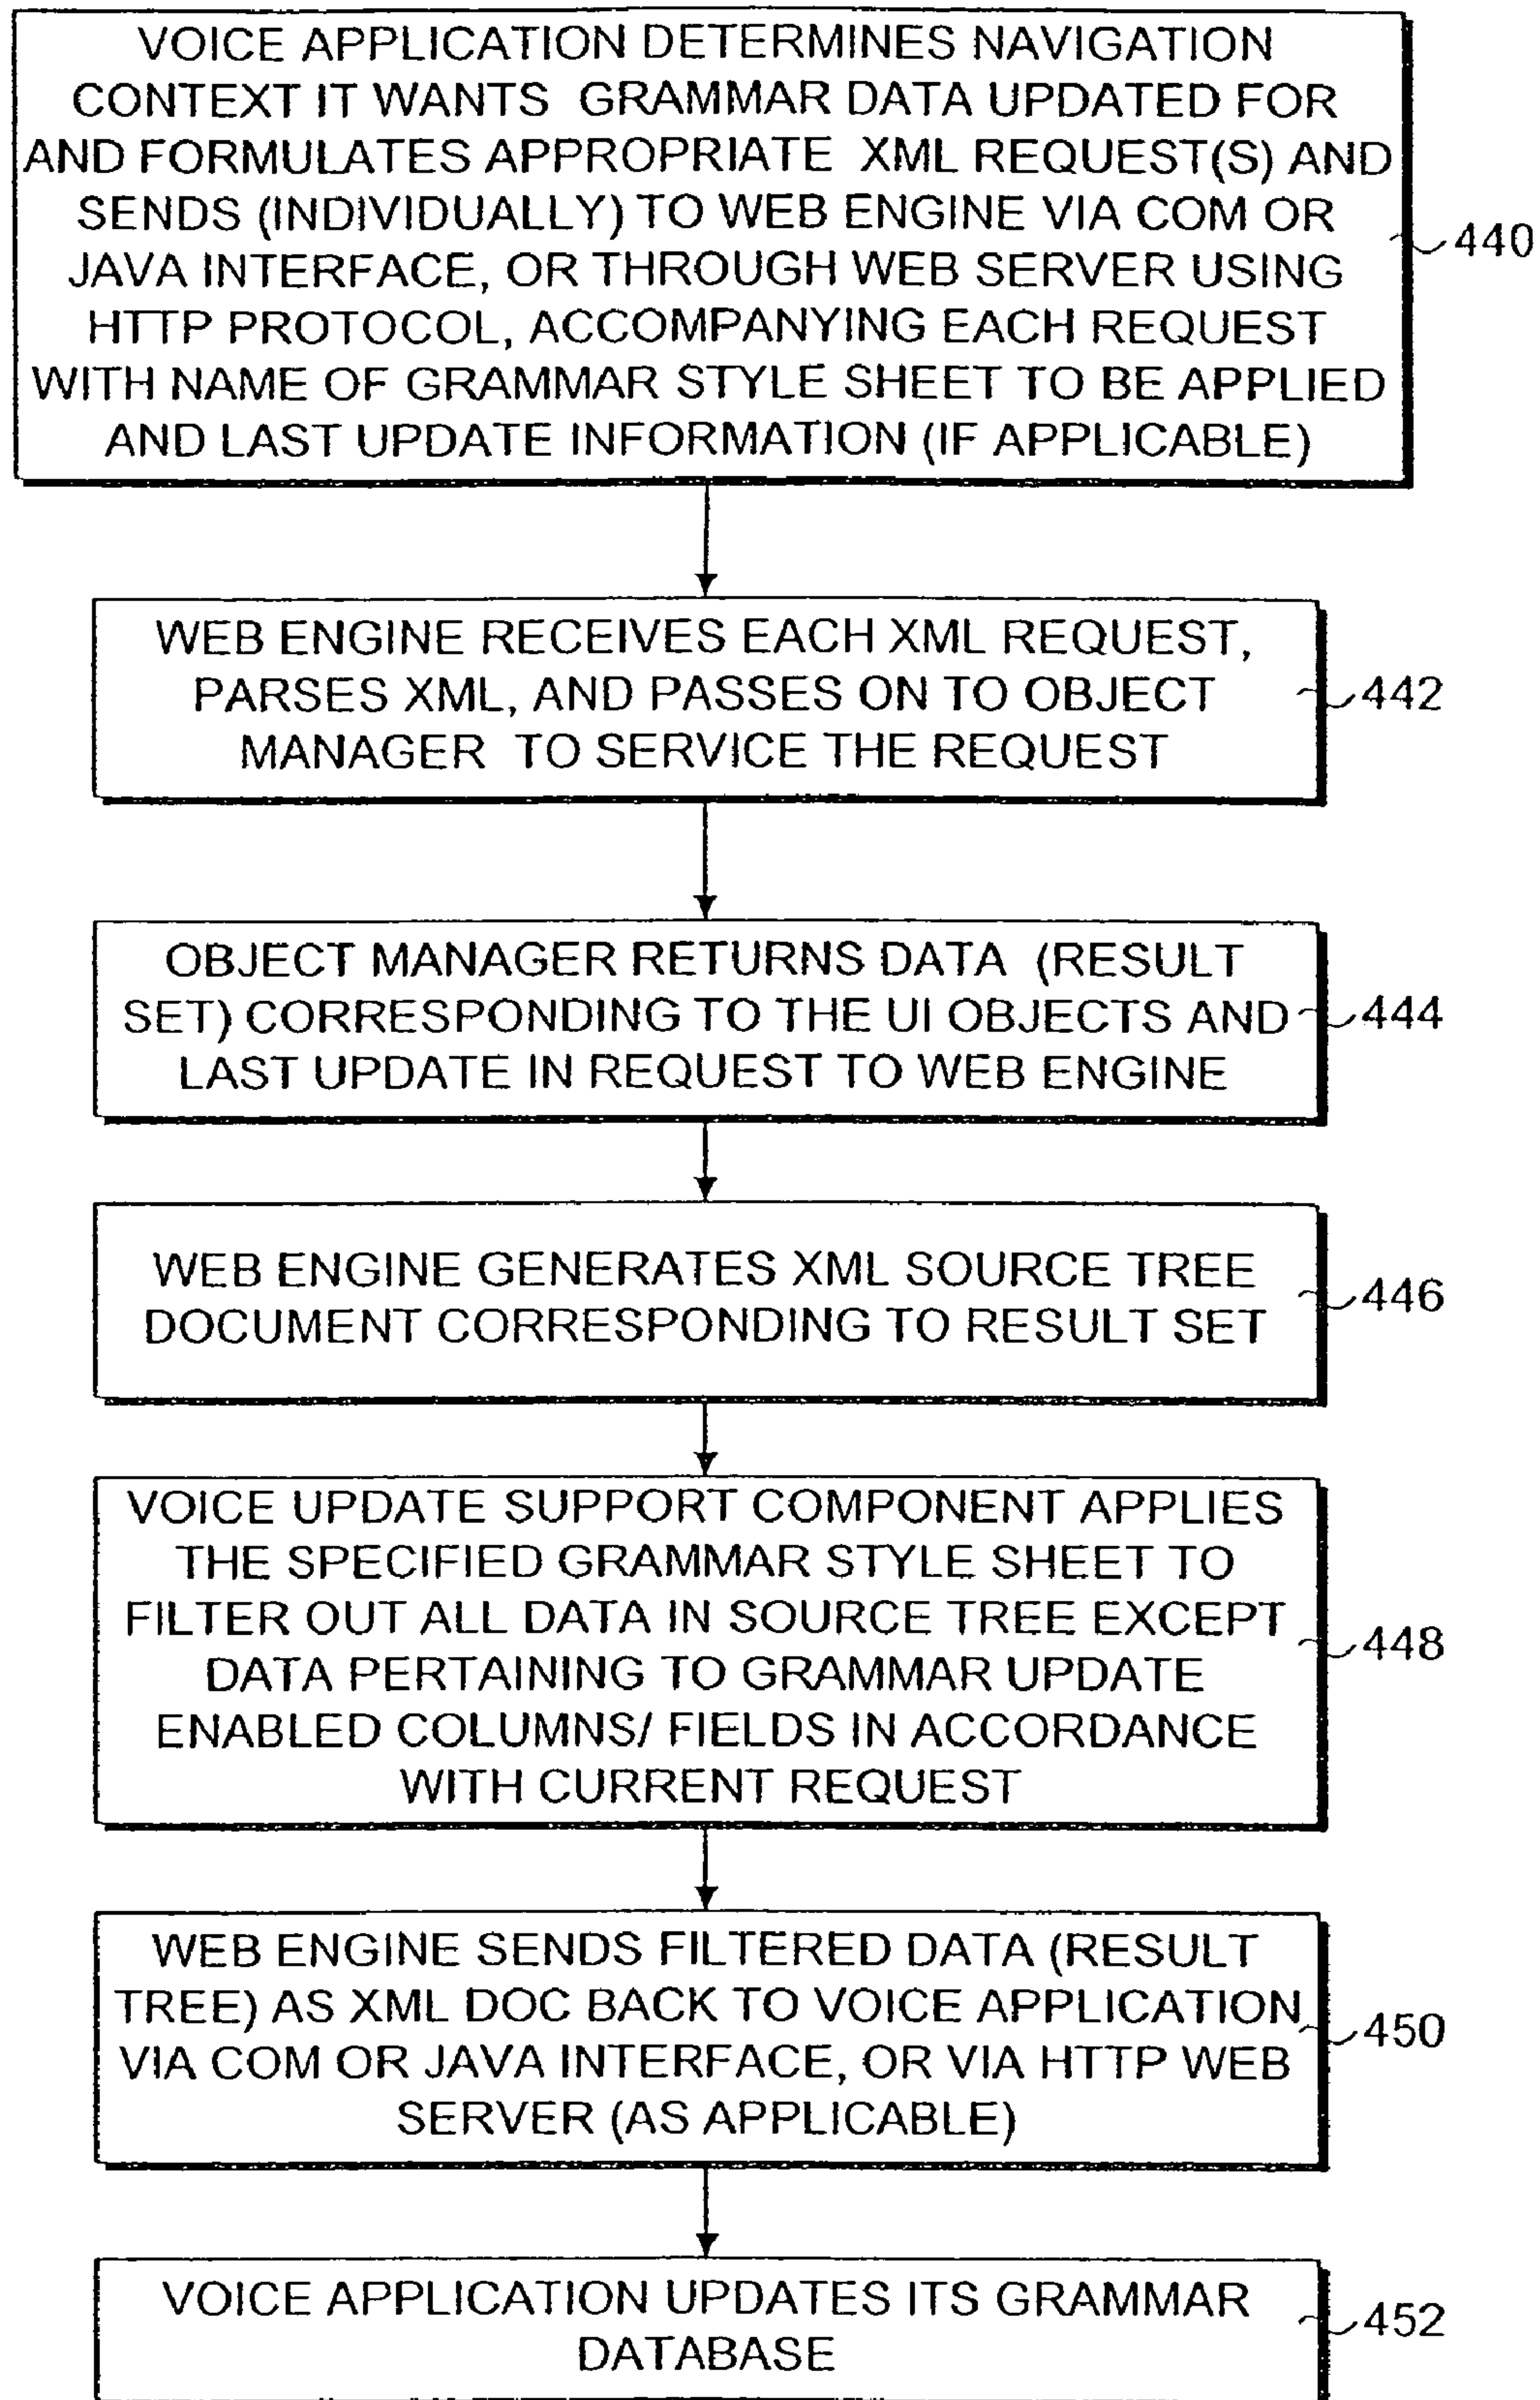 VOICE APPLICATION DETERMINES NAVIGATION
CONTEXT IT WANTS GRAMMAR DATA UPDATED FOR
AND FORMULATES APPROPRIATE XML REQUEST(S) AND
SENDS (INDIVIDUALLY) TO WEB ENGINE VIA COM OR
JAVA INTERFACE, OR THROUGH WEB SERVER USING
HTTP PROTOCOL, ACCOMPANYING EACH REQUEST
WITH NAME OF GRAMMAR STYLE SHEET TO BE APPLIED
AND LAST UPDATE INFORMATION (IF APPLICABLE)
440
WEB ENGINE RECEIVES EACH XML REQUEST,
PARSES XML, AND PASSES ON TO OBJECT
MANAGER TO SERVICE THE REQUEST
442
OBJECT MANAGER RETURNS DATA (RESULT
SET) CORRESPONDING TO THE UI OBJECTS AND
LAST UPDATE IN REQUEST TO WEB ENGINE
444
WEB ENGINE GENERATES XML SOURCE TREE
DOCUMENT CORRESPONDING TO RESULT SET
446
VOICE UPDATE SUPPORT COMPONENT APPLIES
THE SPECIFIED GRAMMAR STYLE SHEET TO
FILTER OUT ALL DATA IN SOURCE TREE EXCEPT
DATA PERTAINING TO GRAMMAR UPDATE
ENABLED COLUMNS/ FIELDS IN ACCORDANCE
WITH CURRENT REQUEST
448
WEB ENGINE SENDS FILTERED DATA (RESULT
TREE) AS XML DOC BACK TO VOICE APPLICATION
VIA COM OR JAVA INTERFACE, OR VIA HTTP WEB
SERVER (AS APPLICABLE)
450
VOICE APPLICATION UPDATES ITS GRAMMAR
DATABASE
452